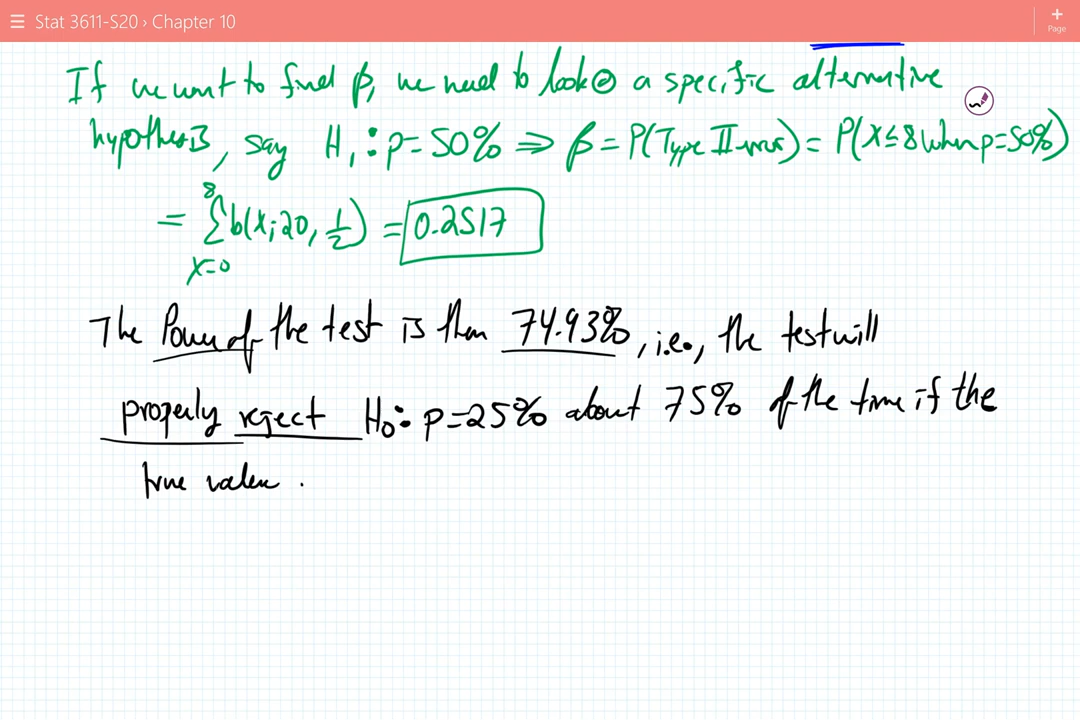 Stat 3611-S20 › Chapter 10
+
Page
If we want to find β, we need to look @ a specific alternative
hypothesis, say H₁: p=50% ⇒ β = P(Type II error) = P(X≤8 when p=50%)
= Σ_{x=0}^{8} b(x; 20, 1/2) = 0.2517
The Power of the test is then 74.93%, i.e., the test will
properly reject H₀: p=25% about 75% of the time if the
true value .